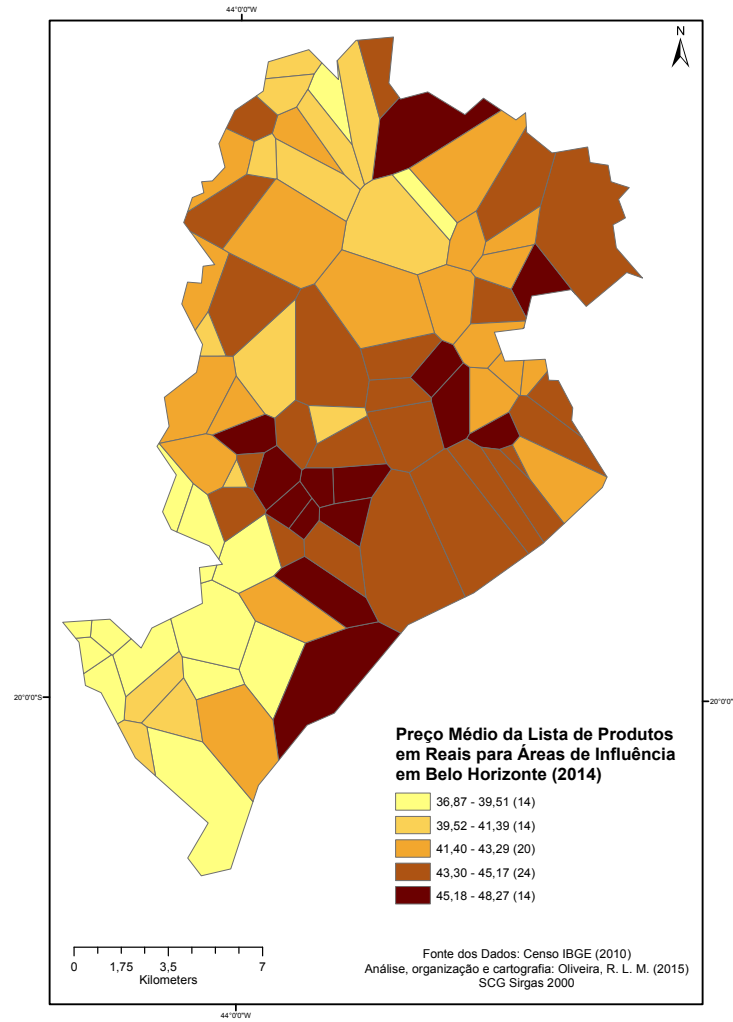 44°0'0"W
N
20°0'0"S
20°0'0"
Preço Médio da Lista de Produtos
em Reais para Áreas de Influência
em Belo Horizonte (2014)
36,87 - 39,51 (14)
39,52 - 41,39 (14)
41,40 - 43,29 (20)
43,30 - 45,17 (24)
45,18 - 48,27 (14)
0 1,75 3,5 7
Kilometers
Fonte dos Dados: Censo IBGE (2010)
Análise, organização e cartografia: Oliveira, R. L. M. (2015)
SCG Sirgas 2000
44°0'0"W